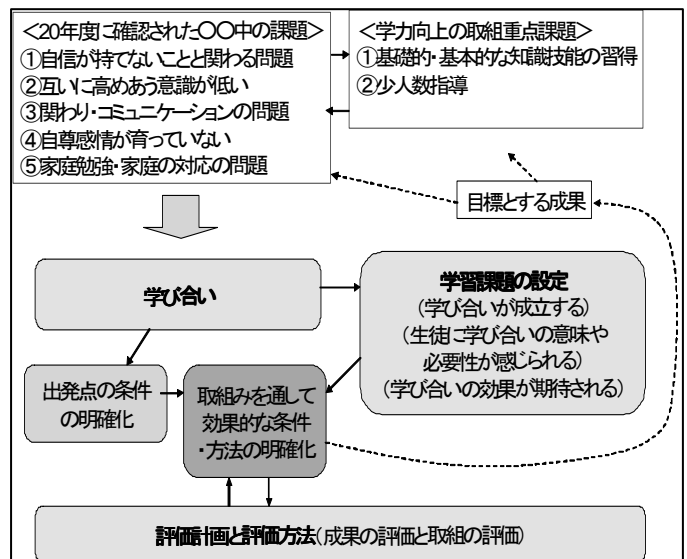 <20年度に確認された〇〇中の課題>
①自信が持てないことと関わる問題
②互いに高めあう意識が低い
③関わり・コミュニケーションの問題
④自尊感情が育っていない
⑤家庭勉強・家庭の対応の問題
<学力向上の取組重点課題>
①基礎的・基本的な知識技能の習得
②少人数指導
目標とする成果
学び合い
学習課題の設定
(学び合いが成立する)
(生徒に学び合いの意味や
必要性が感じられる)
(学び合いの効果が期待される)
出発点の条件
の明確化
取組みを通して
効果的な条件
・方法の明確化
評価計画と評価方法(成果の評価と取組の評価)